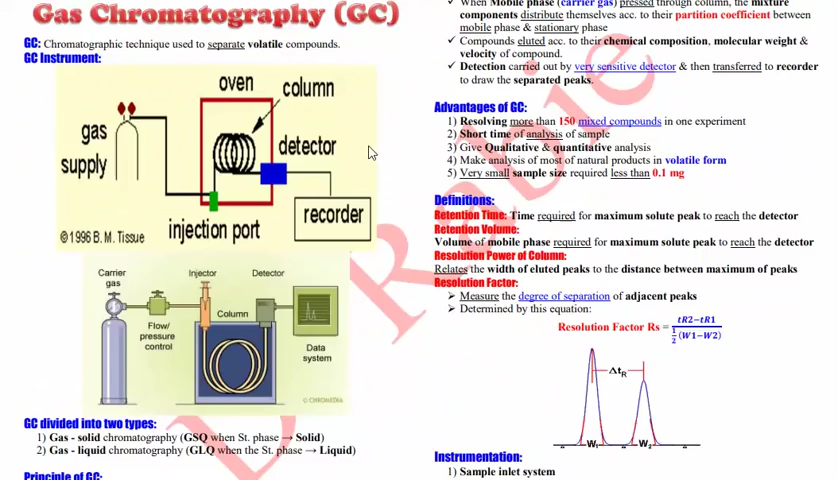 Gas Chromatography (GC)
GC: Chromatographic technique used to separate volatile compounds.
GC Instrument:
oven
column
gas
supply
detector
recorder
injection port
© 1996 B. M. Tissue
Carrier
gas
Injector
Detector
Column
Flow/
pressure
control
Data
system
© CHROMEDIA
GC divided into two types:
1) Gas - solid chromatography (GSQ when St. phase → Solid)
2) Gas - liquid chromatography (GLQ when the St. phase → Liquid)
Principle of GC:
✓ When Mobile phase (carrier gas) pressed through column, the mixture
components distribute themselves acc. to their partition coefficient between
mobile phase & stationary phase
✓ Compounds eluted acc. to their chemical composition, molecular weight &
velocity of compound.
✓ Detection carried out by very sensitive detector & then transferred to recorder
to draw the separated peaks.
Advantages of GC:
1) Resolving more than 150 mixed compounds in one experiment
2) Short time of analysis of sample
3) Give Qualitative & quantitative analysis
4) Make analysis of most of natural products in volatile form
5) Very small sample size required less than 0.1 mg
Definitions:
Retention Time: Time required for maximum solute peak to reach the detector
Retention Volume:
Volume of mobile phase required for maximum solute peak to reach the detector
Resolution Power of Column:
Relates the width of eluted peaks to the distance between maximum of peaks
Resolution Factor:
➢ Measure the degree of separation of adjacent peaks
➢ Determined by this equation:
Resolution Factor Rs = tR2−tR1 / ½ (W1−W2)
Δt_R
W₁ W₂
Instrumentation:
1) Sample inlet system
Rabie